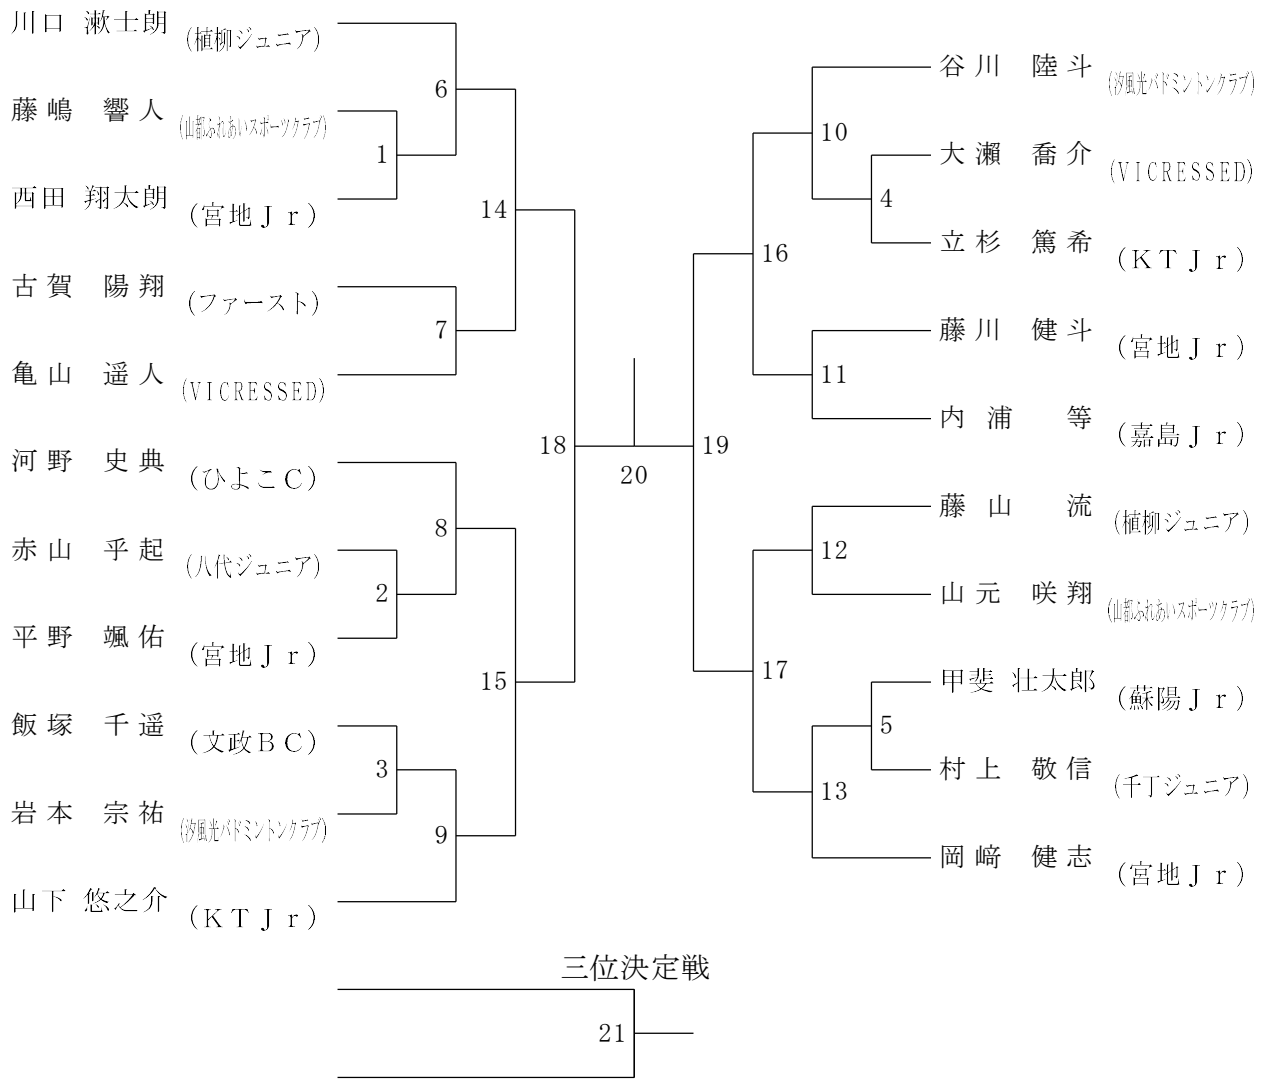 川口 漱士朗 (植柳ジュニア)
6
藤嶋 響人 (山都ふれあいスポーツクラブ)
1
西田 翔太朗 (宮地Ｊｒ)
14
古賀 陽翔 (ファースト)
7
亀山 遥人 (VICRESSED)
18
河野 史典 (ひよこＣ)
8
赤山 乎起 (八代ジュニア)
2
平野 颯佑 (宮地Ｊｒ)
15
飯塚 千遥 (文政ＢＣ)
3
岩本 宗祐 (汐風光バドミントンクラブ)
9
山下 悠之介 (ＫＴＪｒ)
20
谷川 陸斗 (汐風光バドミントンクラブ)
10
大瀬 喬介 (VICRESSED)
4
立杉 篤希 (ＫＴＪｒ)
16
藤川 健斗 (宮地Ｊｒ)
11
内浦 等 (嘉島Ｊｒ)
19
藤山 流 (植柳ジュニア)
12
山元 咲翔 (山都ふれあいスポーツクラブ)
17
甲斐 壮太郎 (蘇陽Ｊｒ)
5
村上 敬信 (千丁ジュニア)
13
岡﨑 健志 (宮地Ｊｒ)
三位決定戦
21